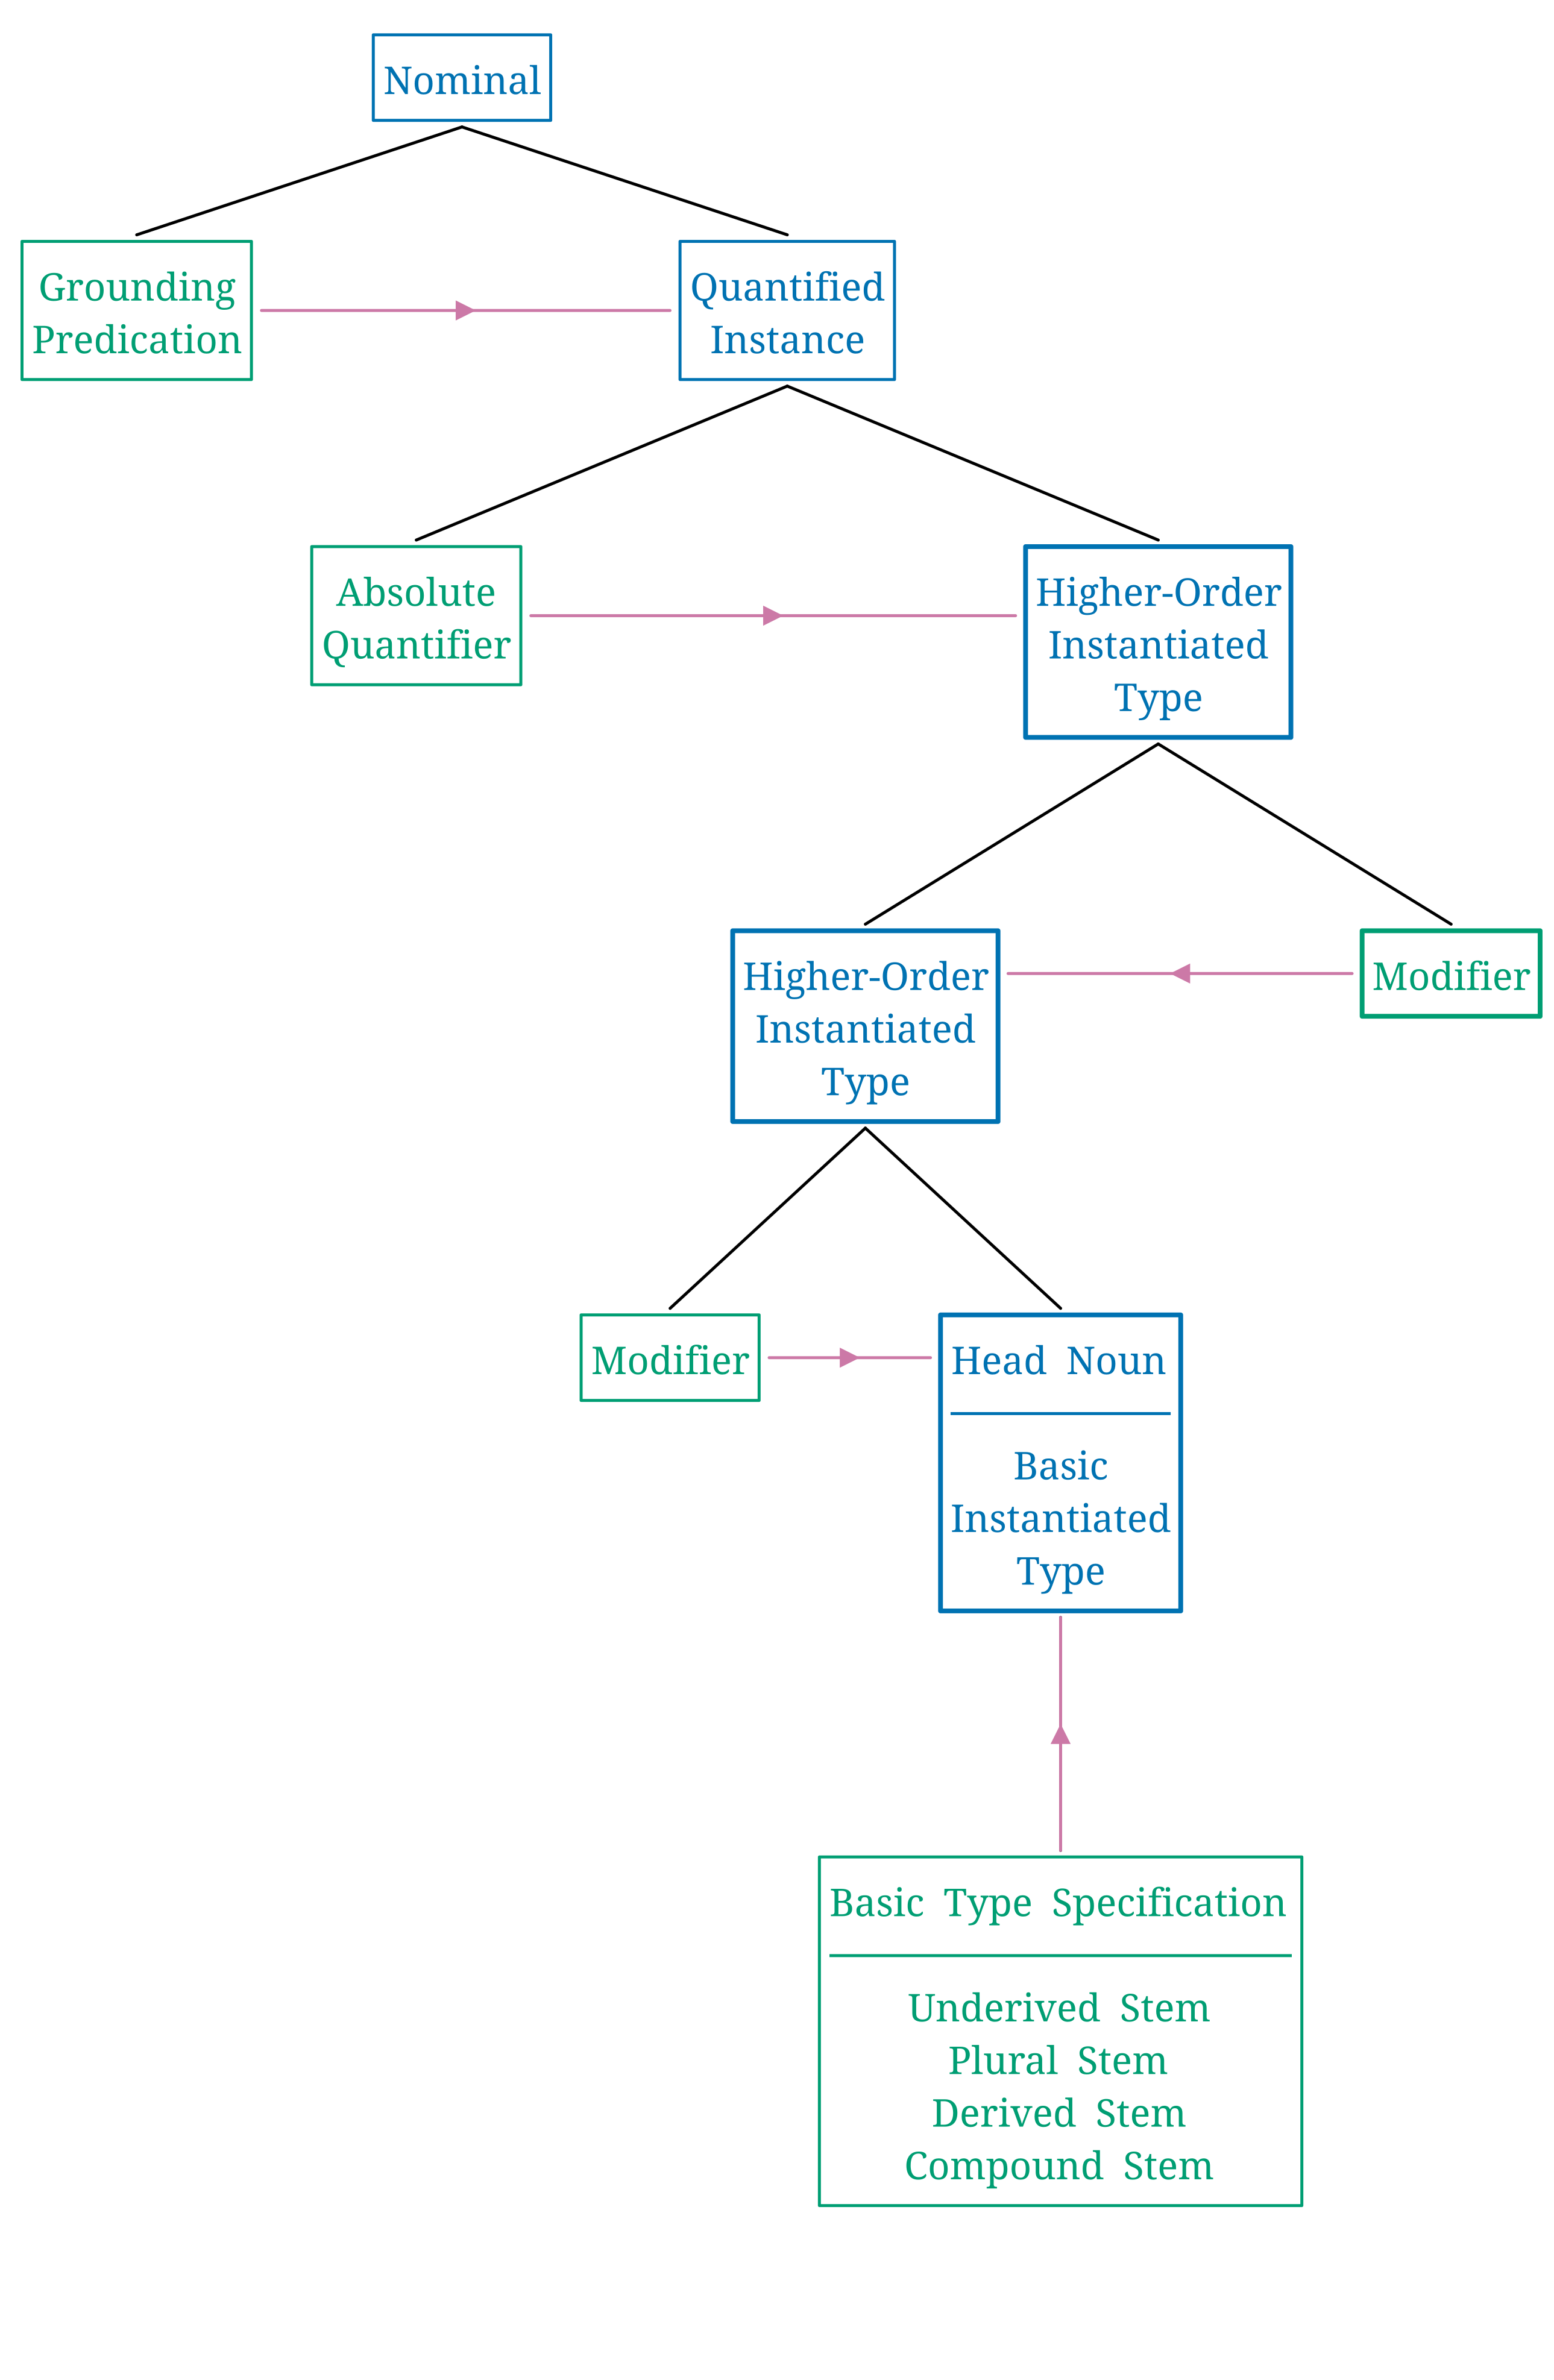 Nominal
Grounding
Predication
Quantified
Instance
Absolute
Quantifier
Higher-Order
Instantiated
Type
Higher-Order
Instantiated
Type
Modifier
Modifier
Head Noun
Basic
Instantiated
Type
Basic Type Specification
Underived Stem
Plural Stem
Derived Stem
Compound Stem